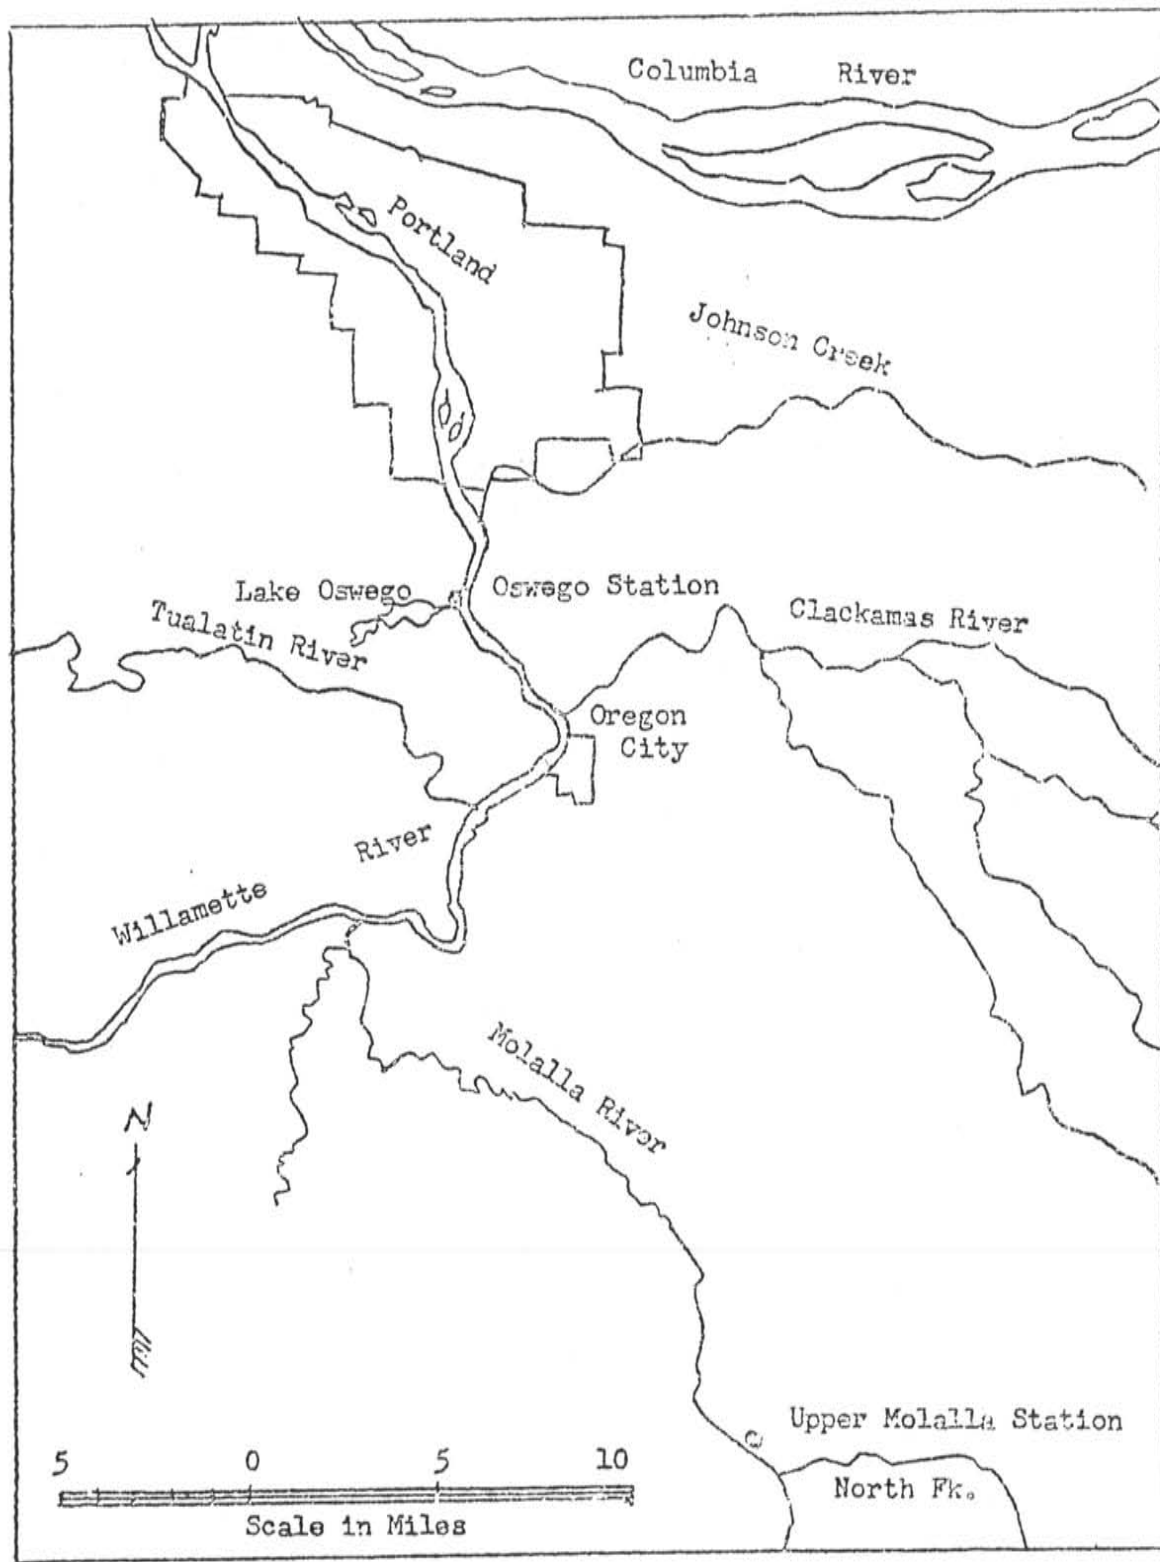 Columbia River
Portland
Johnson Creek
Lake Oswego
Oswego Station
Tualatin River
Clackamas River
Oregon
City
River
Willamette
Molalla River
N
Upper Molalla Station
North Fk.
5 0 5 10
Scale in Miles